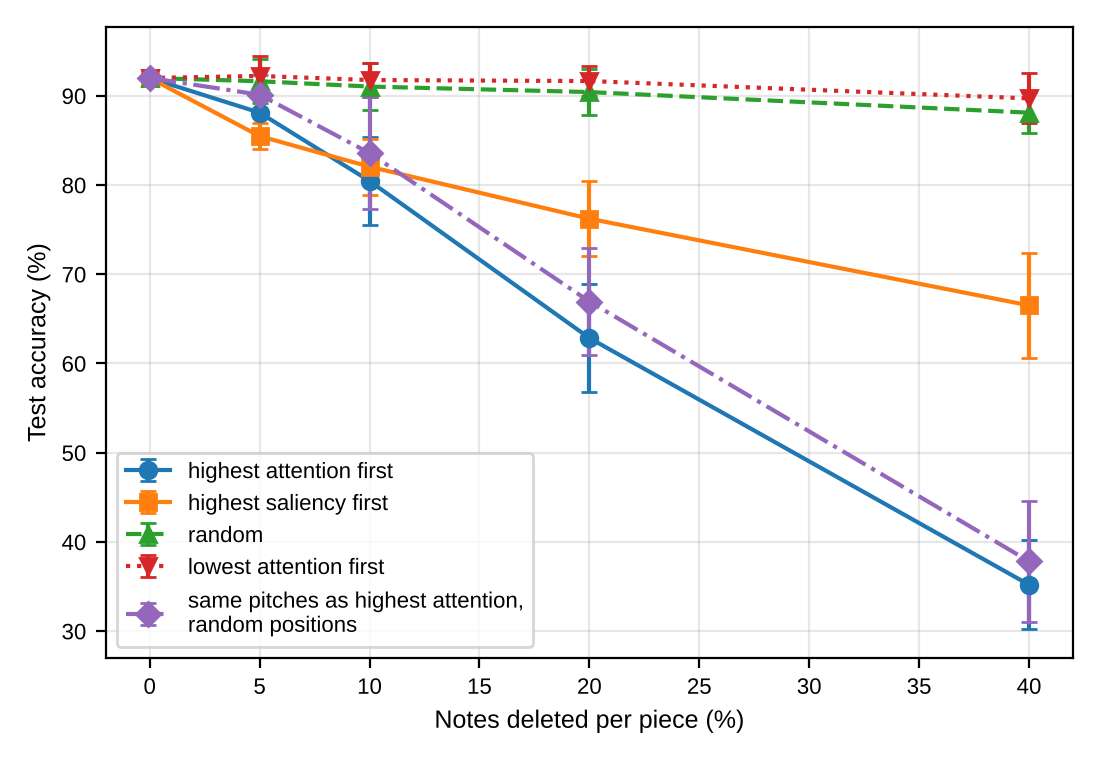 90
80
70
60
50
40
30
Test accuracy (%)
highest attention first
highest saliency first
random
lowest attention first
same pitches as highest attention,
random positions
0 5 10 15 20 25 30 35 40
Notes deleted per piece (%)